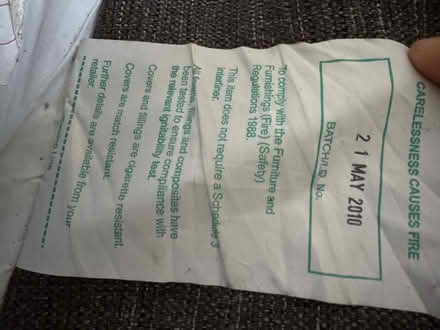 CARELESSNESS CAUSES FIRE
21 MAY 2010
BATCH/I.D. No.
To comply with the Furniture and
Furnishings (Fire) (Safety)
Regulations 1988.
This item does not require a Schedule 3
interliner.
All foams, fillings and composites have
been tested to ensure compliance with
the relevant ignitability test.
Covers and fillings are cigarette resistant.
Covers are match resistant
Further details are available from your
retailer.